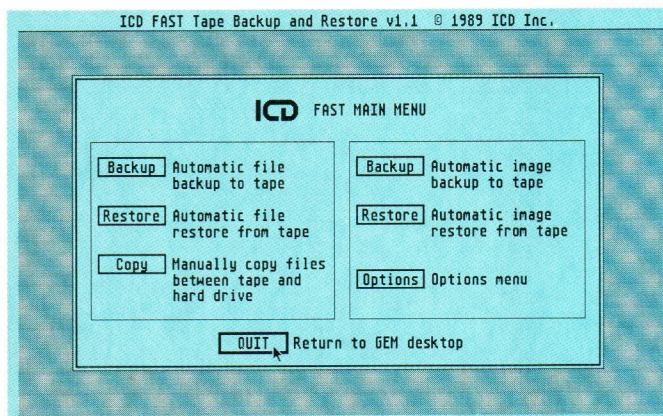 ICD FAST Tape Backup and Restore v1.1 © 1989 ICD Inc.
ICD FAST MAIN MENU
Backup Automatic file
backup to tape
Restore Automatic file
restore from tape
Copy Manually copy files
between tape and
hard drive
Backup Automatic image
backup to tape
Restore Automatic image
restore from tape
Options Options menu
QUIT Return to GEM desktop